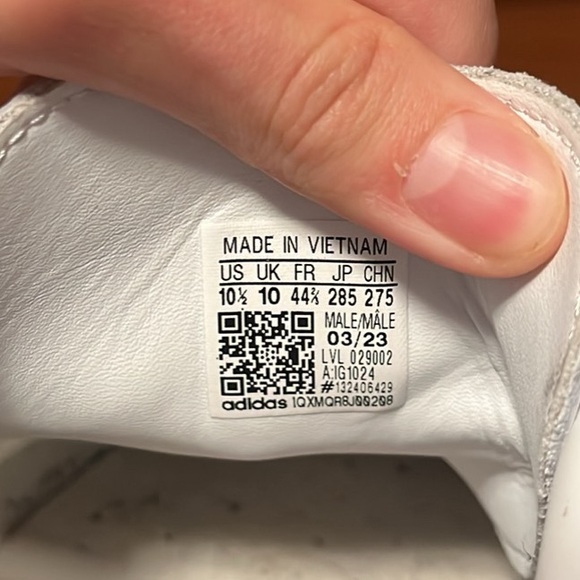 MADE IN VIETNAM
US UK FR JP CHN
10½ 10 44⅔ 285 275
MALE/MÂLE
03/23
LVL 029002
A:IG1024
#132406429
adidas 1QXMQR8J00208